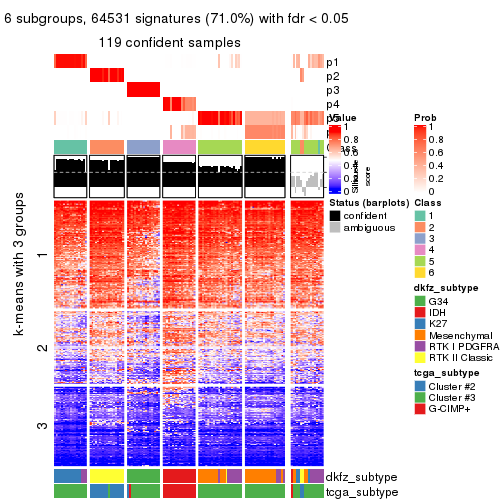 6 subgroups, 64531 signatures (71.0%) with fdr < 0.05
119 confident samples
p1
p2
p3
p4
Value
1
0.8
0.6
0.4
0.2
0
Silhouette
score
Prob
1
0.8
0.6
0.4
0.2
0
Status (barplots)
confident
ambiguous
Class
1
2
3
4
5
6
dkfz_subtype
G34
IDH
K27
Mesenchymal
RTK I PDGFRA
RTK II Classic
tcga_subtype
Cluster #2
Cluster #3
G-CIMP+
k-means with 3 groups
1
2
3
dkfz_subtype
tcga_subtype